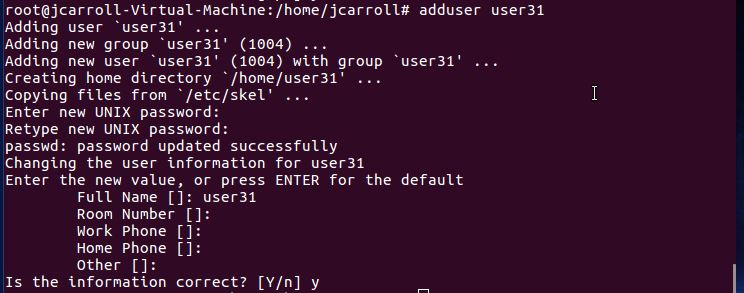 root@jcarroll-Virtual-Machine:/home/jcarroll# adduser user31
Adding user `user31' ...
Adding new group `user31' (1004) ...
Adding new user `user31' (1004) with group `user31' ...
Creating home directory `/home/user31' ...
Copying files from `/etc/skel' ...
Enter new UNIX password:
Retype new UNIX password:
passwd: password updated successfully
Changing the user information for user31
Enter the new value, or press ENTER for the default
        Full Name []: user31
        Room Number []:
        Work Phone []:
        Home Phone []:
        Other []:
Is the information correct? [Y/n] y